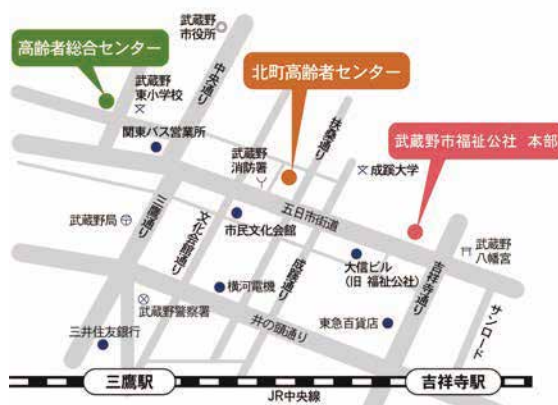 武蔵野
市役所
高齢者総合センター
武蔵野
東小学校
中央通り
北町高齢者センター
関東バス営業所
武蔵野
消防署
扶桑通り
成蹊大学
武蔵野市福祉公社 本部
五日市街道
三鷹通り
武蔵野局
文化会館通り
市民文化会館
成蹊通り
大信ビル
(旧 福祉公社)
吉祥寺通り
武蔵野
八幡宮
横河電機
武蔵野警察署
井の頭通り
東急百貨店
サンロード
三井住友銀行
三鷹駅
JR中央線
吉祥寺駅